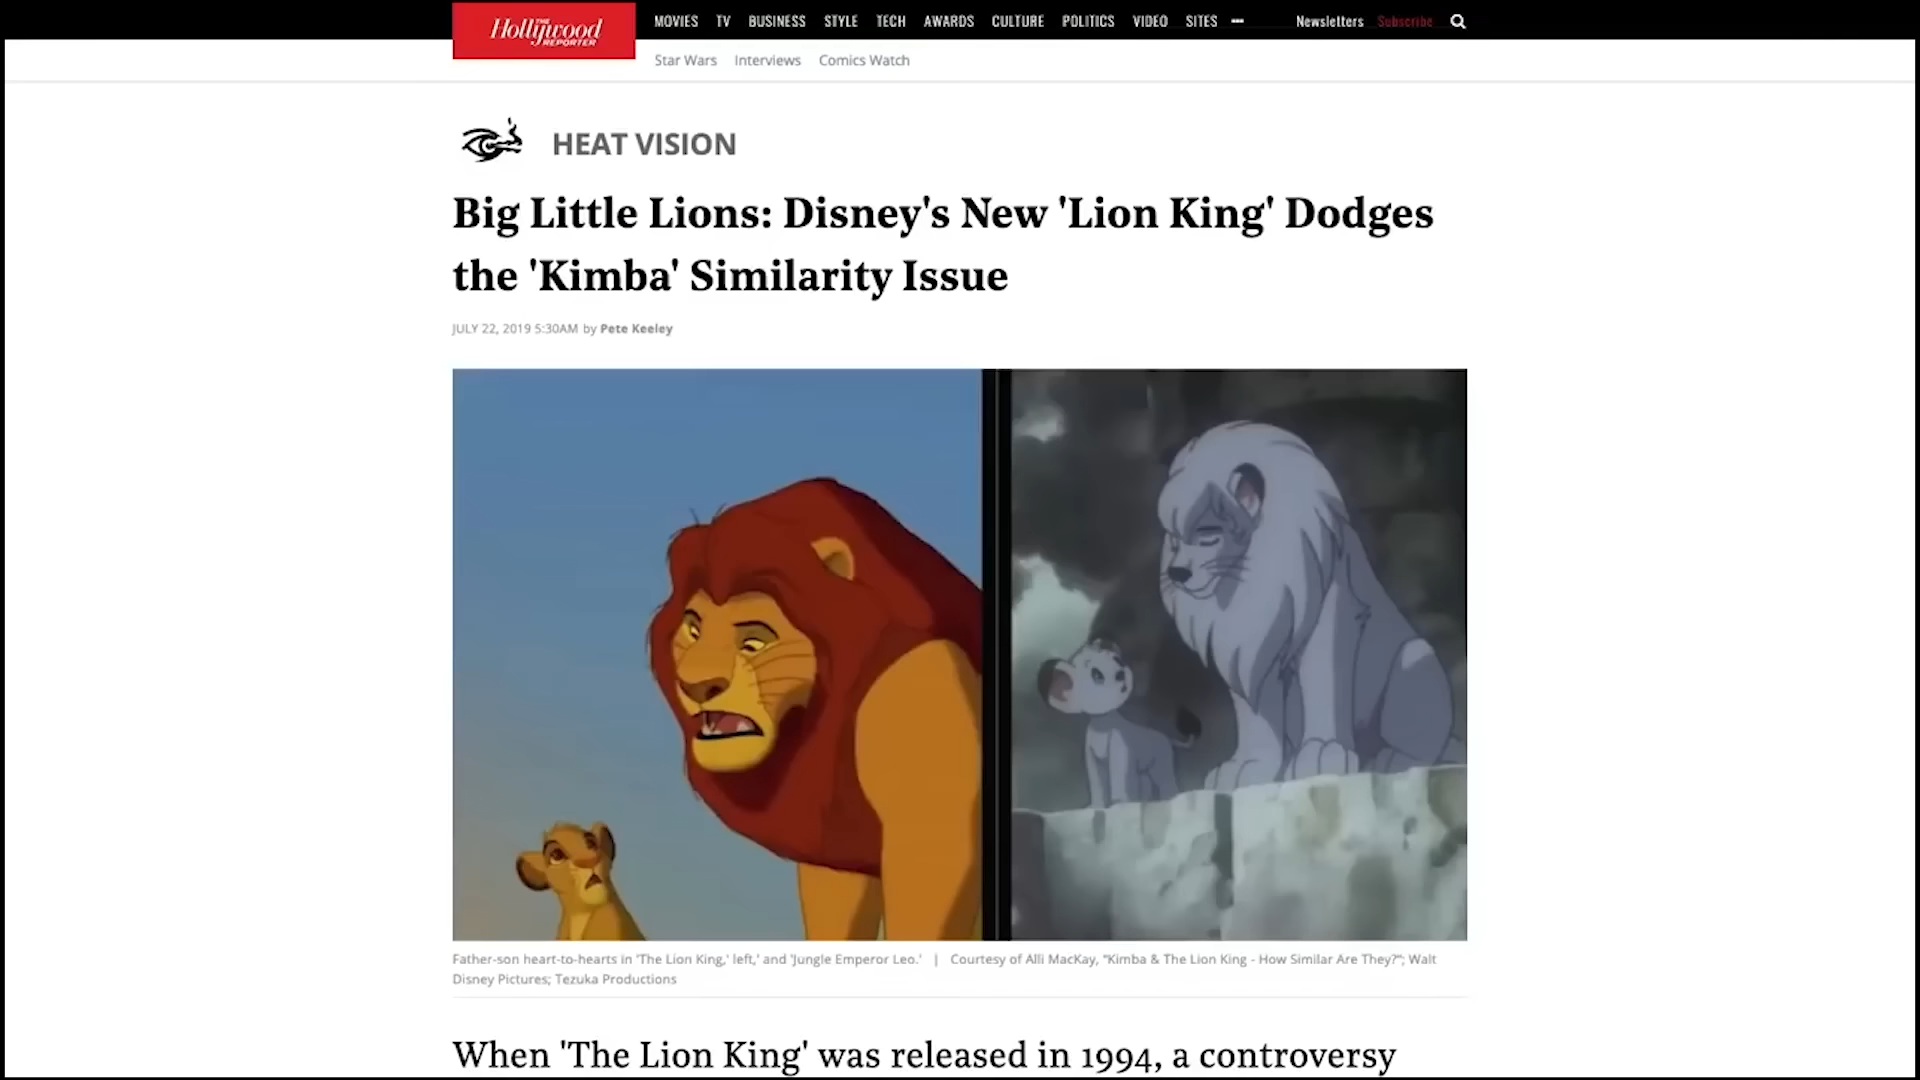 The Hollywood REPORTER
MOVIES TV BUSINESS STYLE TECH AWARDS CULTURE POLITICS VIDEO SITES ••• Newsletters Subscribe
Star Wars Interviews Comics Watch
HEAT VISION
Big Little Lions: Disney's New 'Lion King' Dodges
the 'Kimba' Similarity Issue
JULY 22, 2019 5:30AM by Pete Keeley
Father-son heart-to-hearts in 'The Lion King,' left,' and 'Jungle Emperor Leo.' | Courtesy of Alli MacKay, "Kimba & The Lion King - How Similar Are They?"; Walt
Disney Pictures; Tezuka Productions
When 'The Lion King' was released in 1994, a controversy